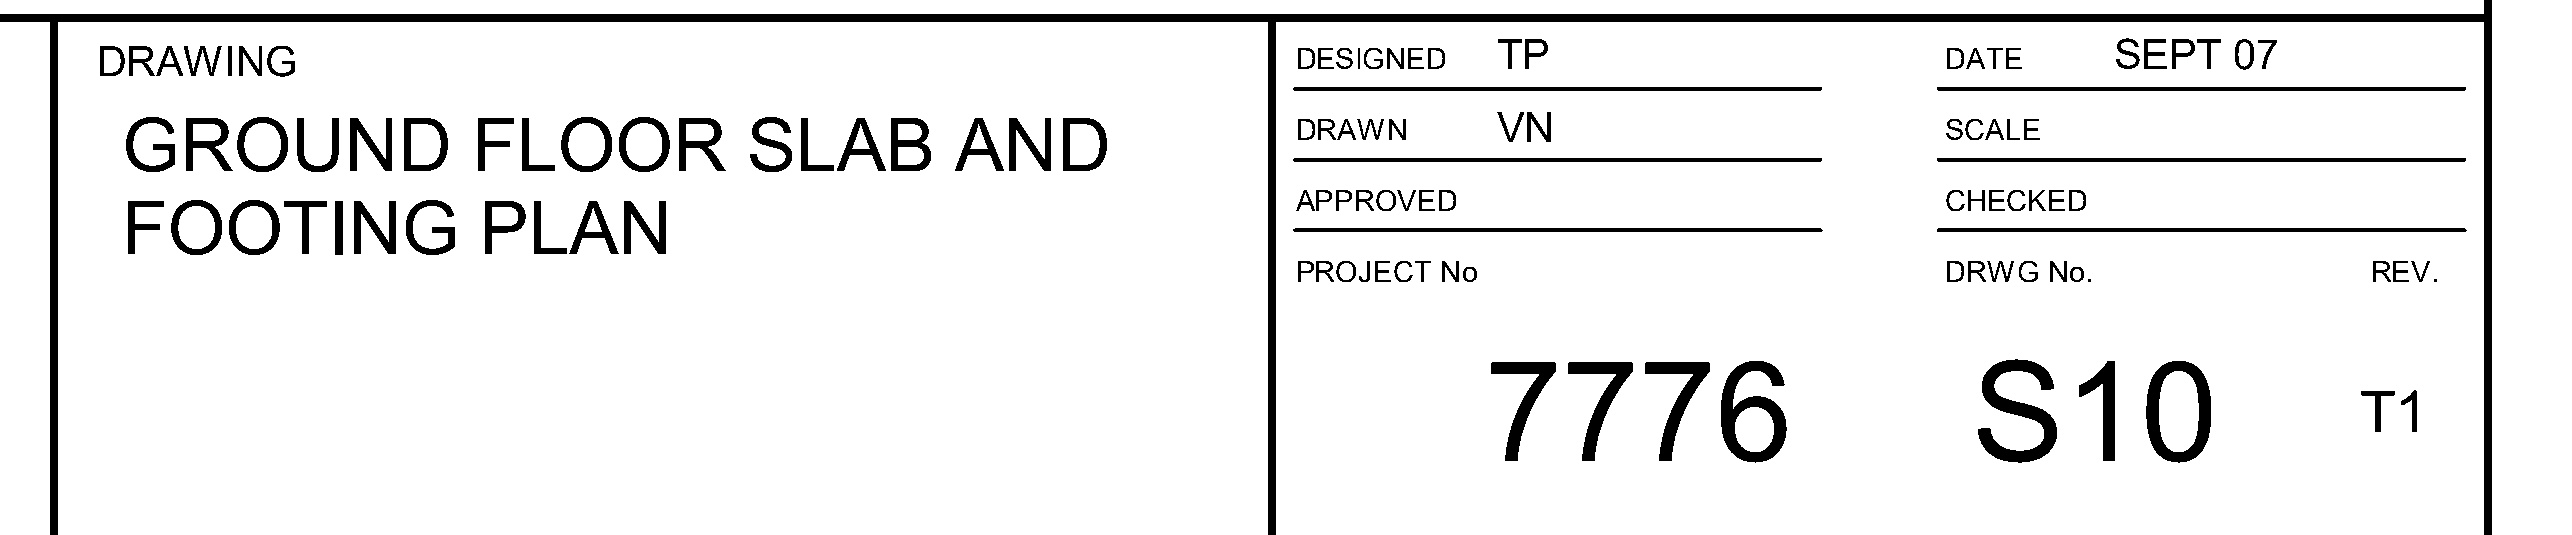 DRAWING
GROUND FLOOR SLAB AND
FOOTING PLAN
DESIGNED TP
DATE SEPT 07
DRAWN VN
SCALE
APPROVED
CHECKED
PROJECT No
DRWG No. REV.
7776
S10 T1